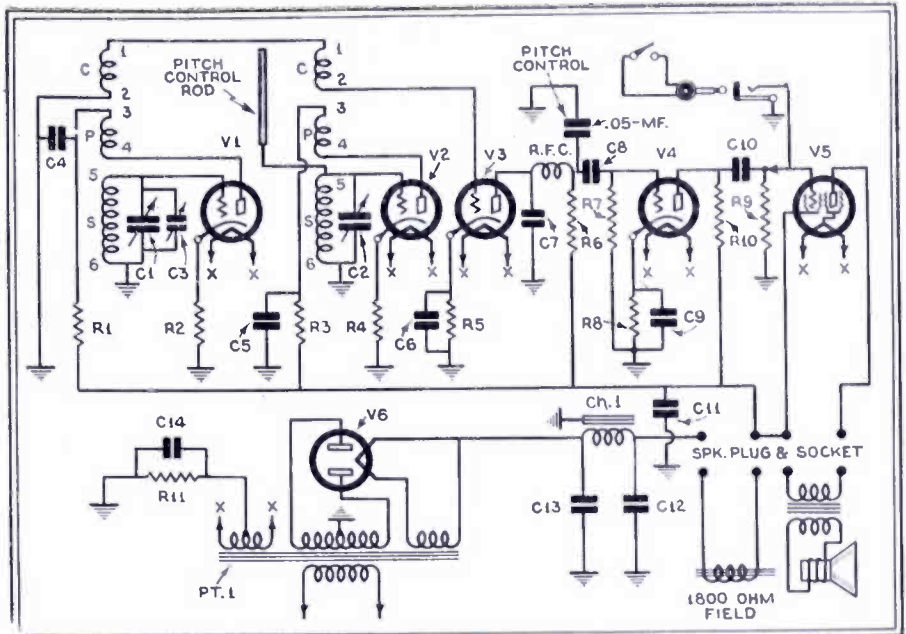 PITCH
CONTROL
ROD
PITCH
CONTROL
.05-MF.
C
1
2
3
P
4
C4
V1
5
S
6
C1
C3
R1
R2
C
1
2
3
P
4
V2
5
S
6
C2
V3
R.F.C.
C8
V4
C10
V5
C7
R7
R6
R9
R10
X X
X X
X X
X X
X X
C5
R3
R4
C6
R5
R8
C9
C14
R11
V6
Ch.1
C11
SPK. PLUG & SOCKET
C13
C12
X X
PT.1
1800 OHM
FIELD